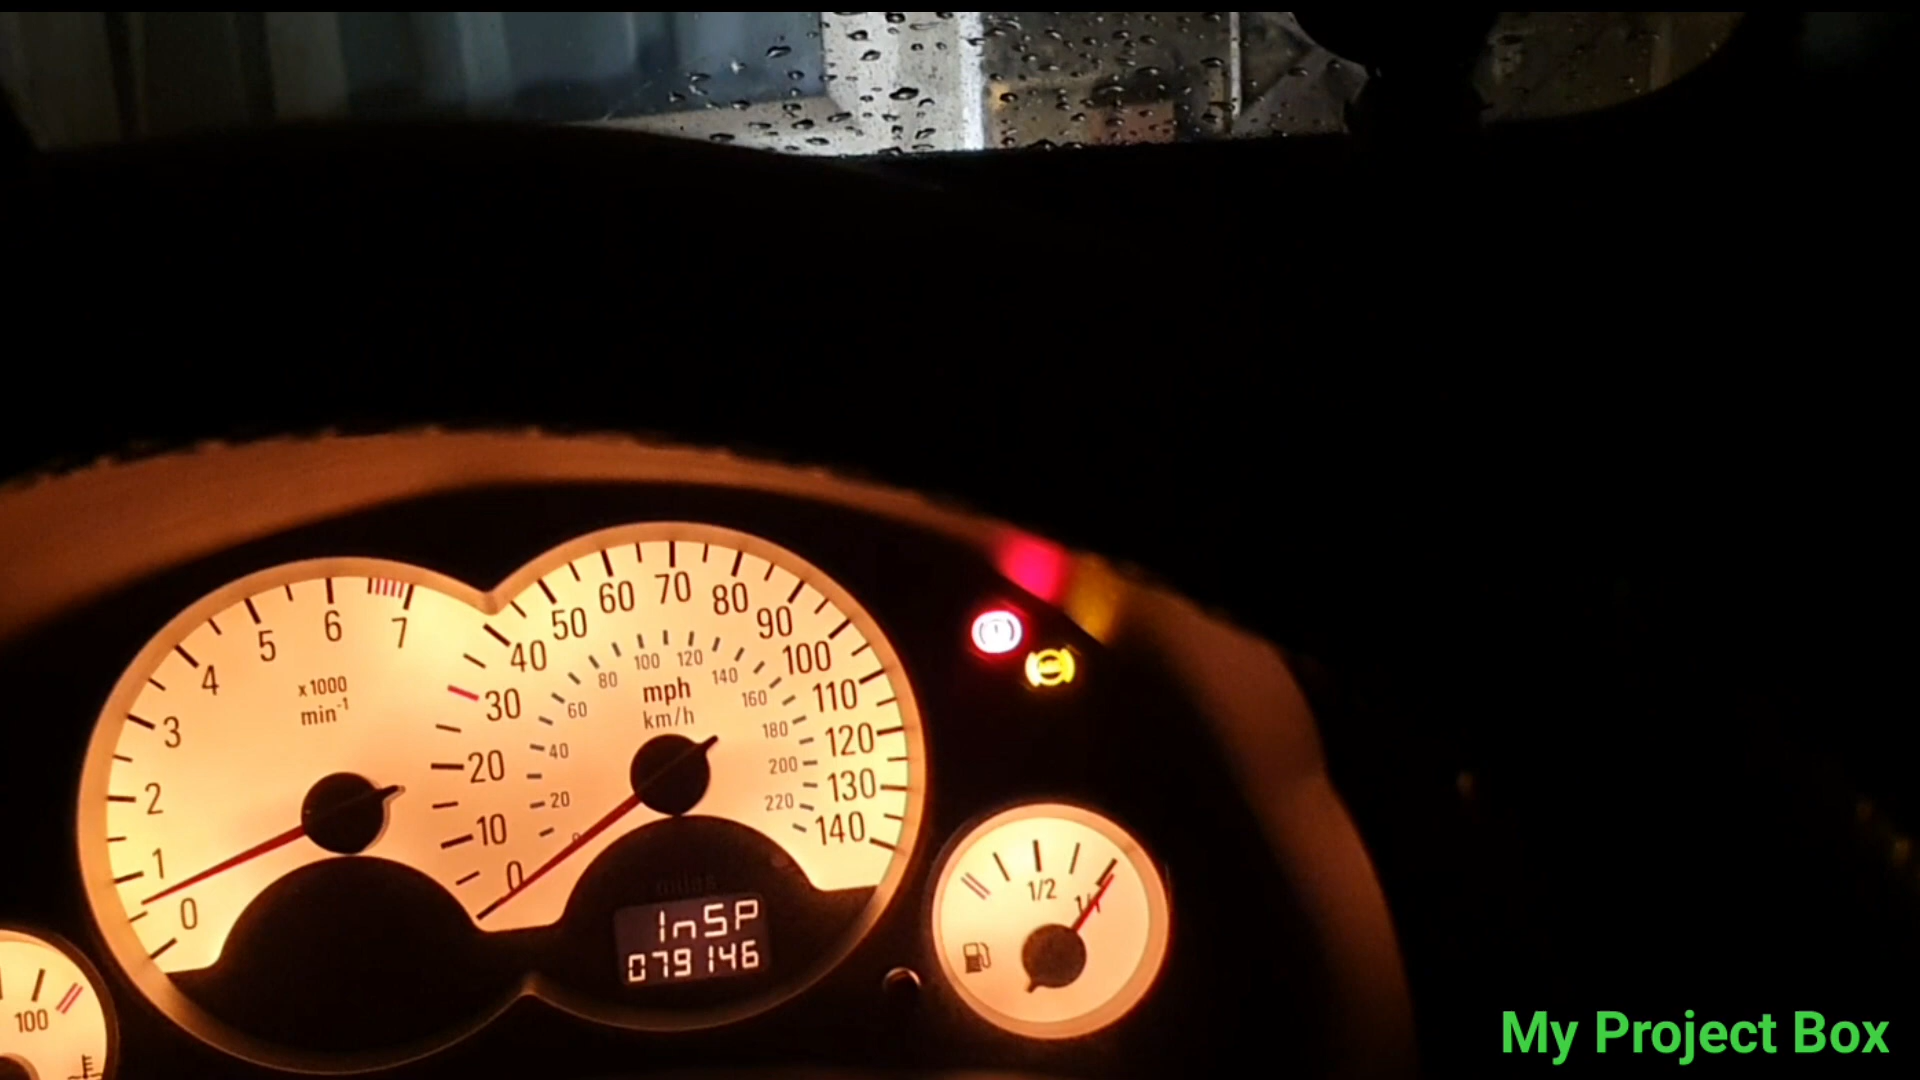 0 1 2 3 4 5 6 7
x1000
min-1
0 10 20 30 40 50 60 70 80 90 100 110 120 130 140
20 40 60 80 100 120 140 160 180 200 220
mph
km/h
InSP
079146
1/2
1/1
100
My Project Box